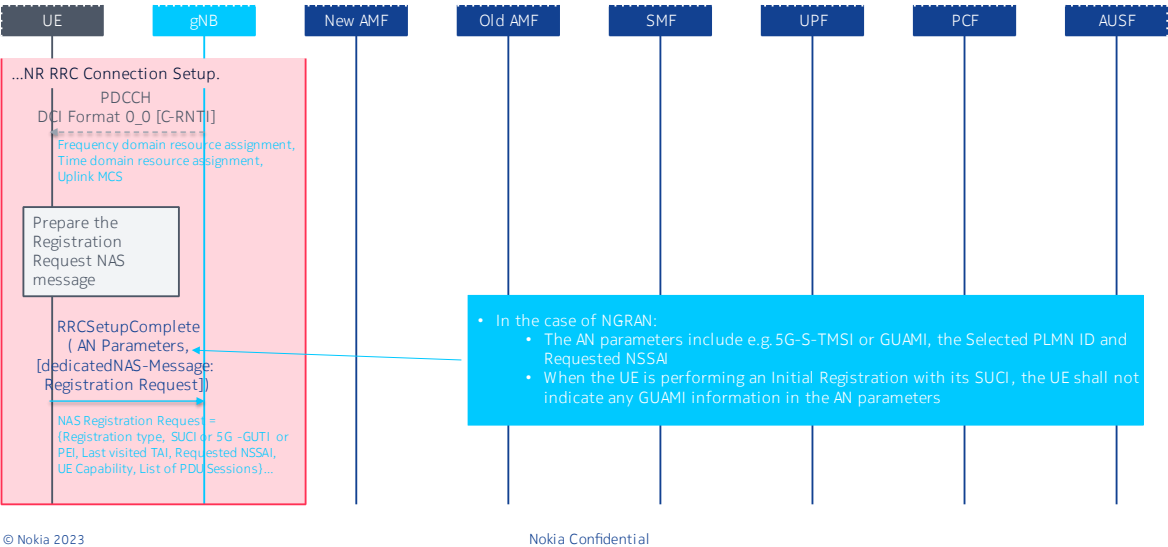 UE
gNB
New AMF
Old AMF
SMF
UPF
PCF
AUSF
...NR RRC Connection Setup.
PDCCH
DCI Format 0_0 [C-RNTI]
Frequency domain resource assignment,
Time domain resource assignment,
Uplink MCS
Prepare the
Registration
Request NAS
message
RRCSetupComplete
( AN Parameters,
[dedicatedNAS-Message:
Registration Request])
NAS Registration Request =
{Registration type, SUCI or 5G -GUTI or
PEI, Last visited TAI, Requested NSSAI,
UE Capability, List of PDU Sessions}...
• In the case of NGRAN:
• The AN parameters include e.g. 5G-S-TMSI or GUAMI, the Selected PLMN ID and
Requested NSSAI
• When the UE is performing an Initial Registration with its SUCI, the UE shall not
indicate any GUAMI information in the AN parameters
© Nokia 2023
Nokia Confidential